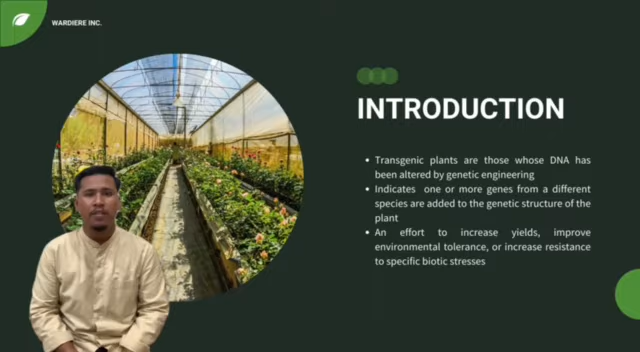 WARDIERE INC.
INTRODUCTION
• Transgenic plants are those whose DNA has
been altered by genetic engineering
• Indicates one or more genes from a different
species are added to the genetic structure of the
plant
• An effort to increase yields, improve
environmental tolerance, or increase resistance
to specific biotic stresses